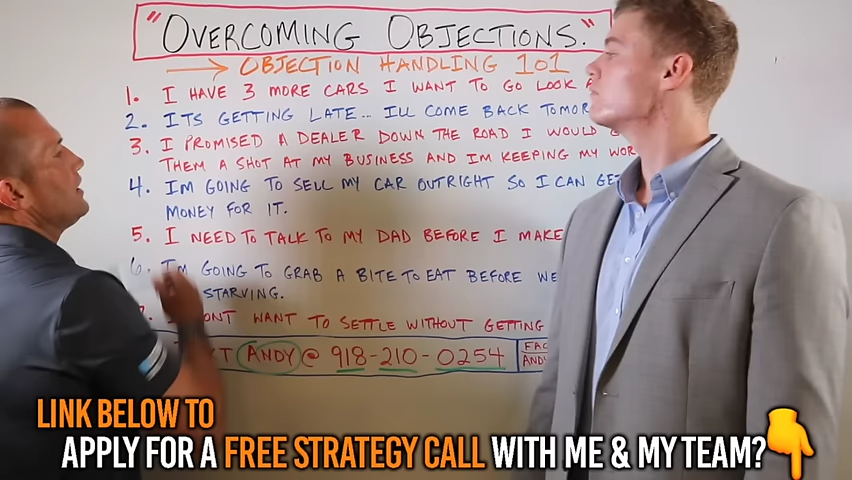 "OVERCOMING OBJECTIONS."
→ OBJECTION HANDLING 101
1. I HAVE 3 MORE CARS I WANT TO GO LOOK
2. ITS GETTING LATE... ILL COME BACK TOMOR
3. I PROMISED A DEALER DOWN THE ROAD I WOULD G
THEM A SHOT AT MY BUSINESS AND IM KEEPING MY WOR
4. IM GOING TO SELL MY CAR OUTRIGHT SO I CAN GET
MONEY FOR IT.
5. I NEED TO TALK TO MY DAD BEFORE I MAKE
6. I'M GOING TO GRAB A BITE TO EAT BEFORE WE
STARVING.
DONT WANT TO SETTLE WITHOUT GETTING
ANDY @ 918-210-0254
ANDY
LINK BELOW TO
APPLY FOR A FREE STRATEGY CALL WITH ME & MY TEAM?